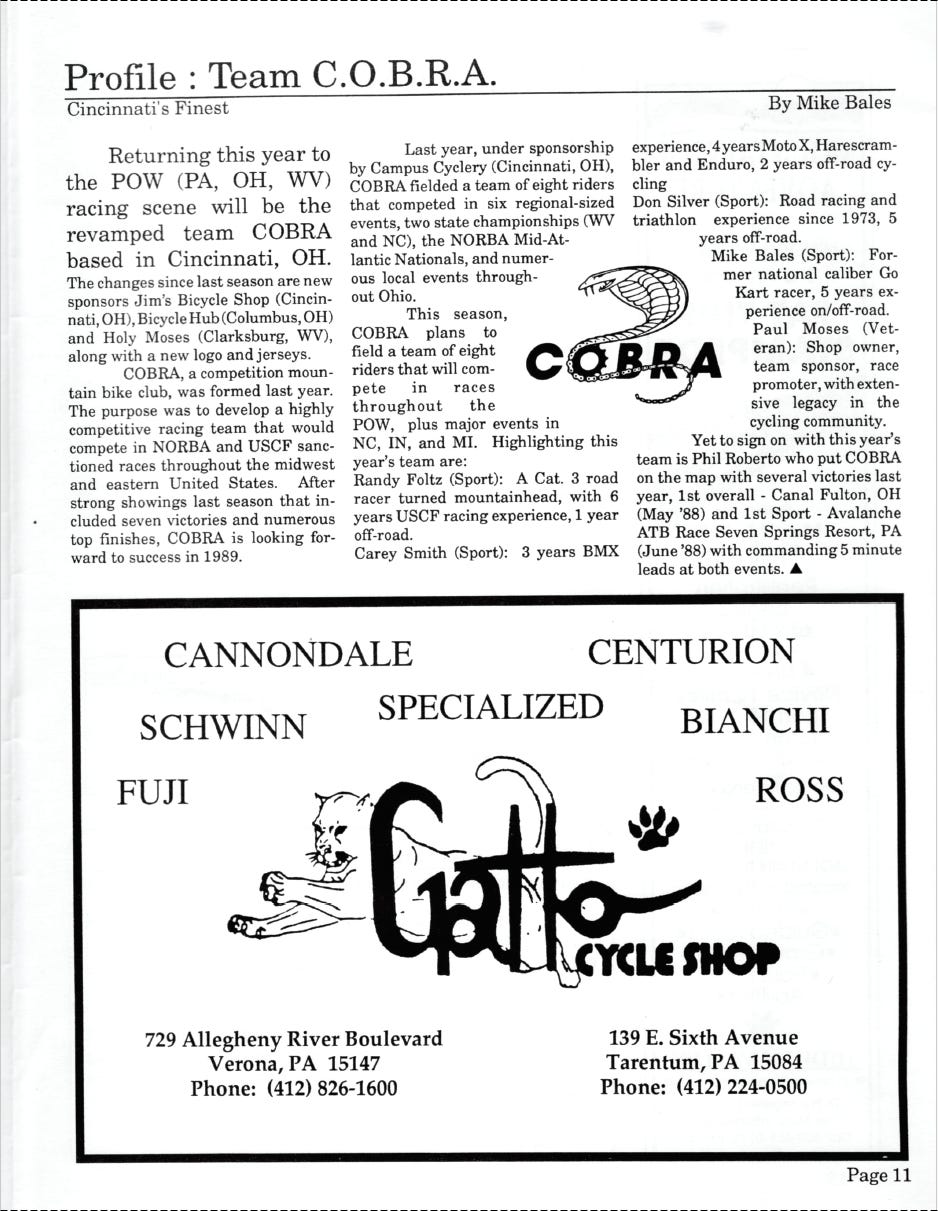 Profile : Team C.O.B.R.A.
Cincinnati's Finest
By Mike Bales
Returning this year to
the POW (PA, OH, WV)
racing scene will be the
revamped team COBRA
based in Cincinnati, OH.
The changes since last season are new
sponsors Jim's Bicycle Shop (Cincin-
nati, OH), Bicycle Hub (Columbus, OH)
and Holy Moses (Clarksburg, WV),
along with a new logo and jerseys.
COBRA, a competition moun-
tain bike club, was formed last year.
The purpose was to develop a highly
competitive racing team that would
compete in NORBA and USCF sanc-
tioned races throughout the midwest
and eastern United States. After
strong showings last season that in-
cluded seven victories and numerous
top finishes, COBRA is looking for-
ward to success in 1989.
Last year, under sponsorship
by Campus Cyclery (Cincinnati, OH),
COBRA fielded a team of eight riders
that competed in six regional-sized
events, two state championships (WV
and NC), the NORBA Mid-At-
lantic Nationals, and numer-
ous local events through-
out Ohio.
This season,
COBRA plans to
field a team of eight
riders that will com-
pete in races
throughout the
POW, plus major events in
NC, IN, and MI. Highlighting this
year's team are:
Randy Foltz (Sport): A Cat. 3 road
racer turned mountainhead, with 6
years USCF racing experience, 1 year
off-road.
Carey Smith (Sport): 3 years BMX
COBRA
experience, 4 years Moto X, Harescram-
bler and Enduro, 2 years off-road cy-
cling
Don Silver (Sport): Road racing and
triathlon experience since 1973, 5
years off-road.
Mike Bales (Sport): For-
mer national caliber Go
Kart racer, 5 years ex-
perience on/off-road.
Paul Moses (Vet-
eran): Shop owner,
team sponsor, race
promoter, with exten-
sive legacy in the
cycling community.
Yet to sign on with this year's
team is Phil Roberto who put COBRA
on the map with several victories last
year, 1st overall - Canal Fulton, OH
(May '88) and 1st Sport - Avalanche
ATB Race Seven Springs Resort, PA
(June '88) with commanding 5 minute
leads at both events. ▲
CANNONDALE
CENTURION
SPECIALIZED
SCHWINN
BIANCHI
FUJI
ROSS
Gatto
CYCLE SHOP
729 Allegheny River Boulevard
Verona, PA 15147
Phone: (412) 826-1600
139 E. Sixth Avenue
Tarentum, PA 15084
Phone: (412) 224-0500
Page 11